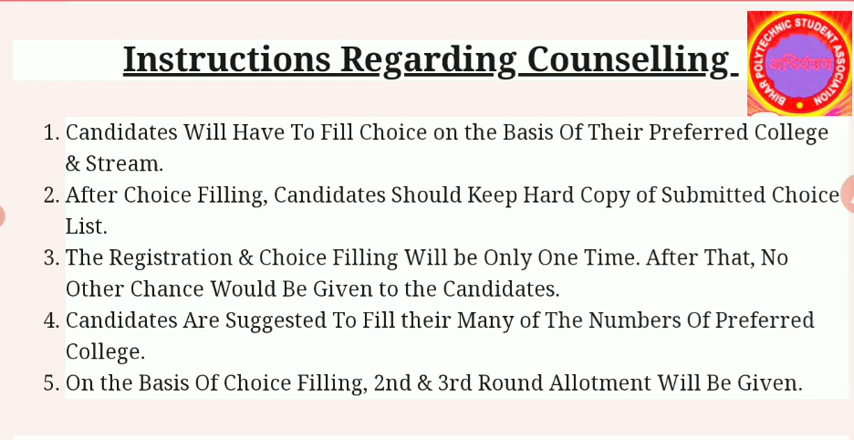 Instructions Regarding Counselling
BIHAR POLYTECHNIC STUDENT ASSOCIATION
अभियंत्रण
1. Candidates Will Have To Fill Choice on the Basis Of Their Preferred College
& Stream.
2. After Choice Filling, Candidates Should Keep Hard Copy of Submitted Choice
List.
3. The Registration & Choice Filling Will be Only One Time. After That, No
Other Chance Would Be Given to the Candidates.
4. Candidates Are Suggested To Fill their Many of The Numbers Of Preferred
College.
5. On the Basis Of Choice Filling, 2nd & 3rd Round Allotment Will Be Given.